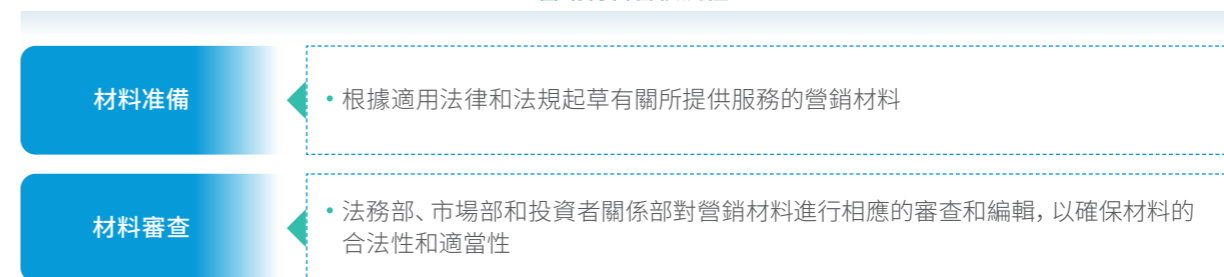 材料准備
•根據適用法律和法規起草有關所提供服務的營銷材料
材料審查
•法務部、市場部和投資者關係部對營銷材料進行相應的審查和編輯，以確保材料的
合法性和適當性